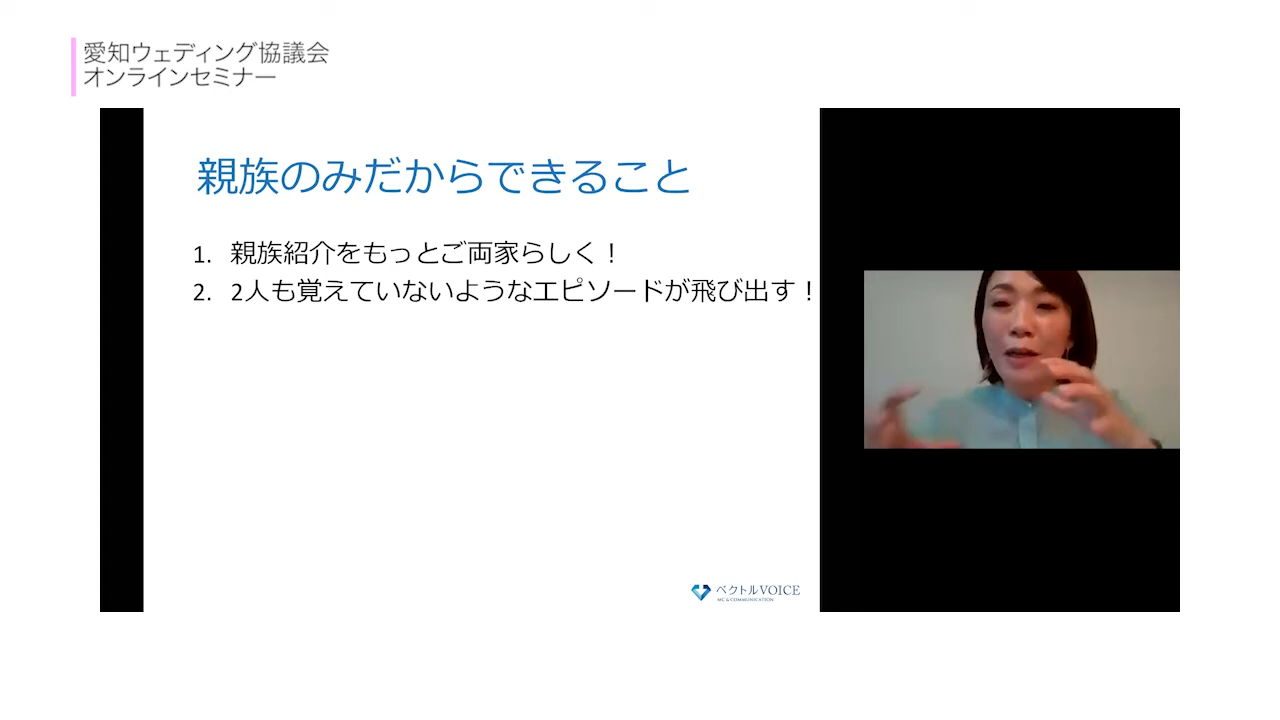 愛知ウェディング協議会
オンラインセミナー
親族のみだからできること
1. 親族紹介をもっとご両家らしく！
2. 2人も覚えていないようなエピソードが飛び出す！
ベクトルVOICE
MC & COMMUNICATION